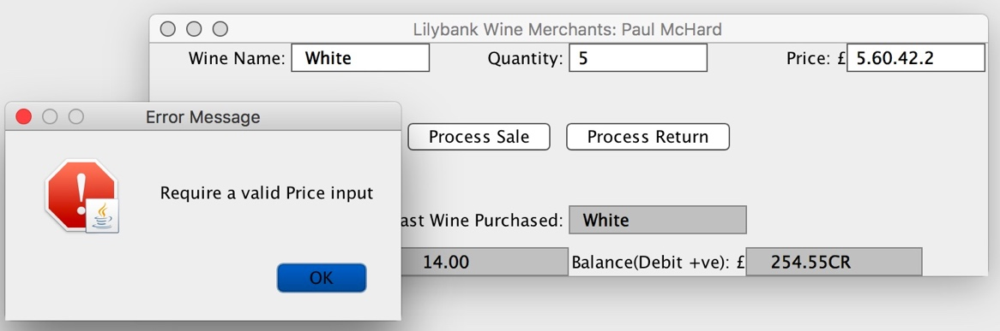 Lilybank Wine Merchants: Paul McHard
Wine Name: White Quantity: 5 Price: £ 5.60.42.2
Error Message
Process Sale Process Return
Require a valid Price input
Wine Purchased: White
14.00 Balance(Debit +ve): £ 254.55CR
OK